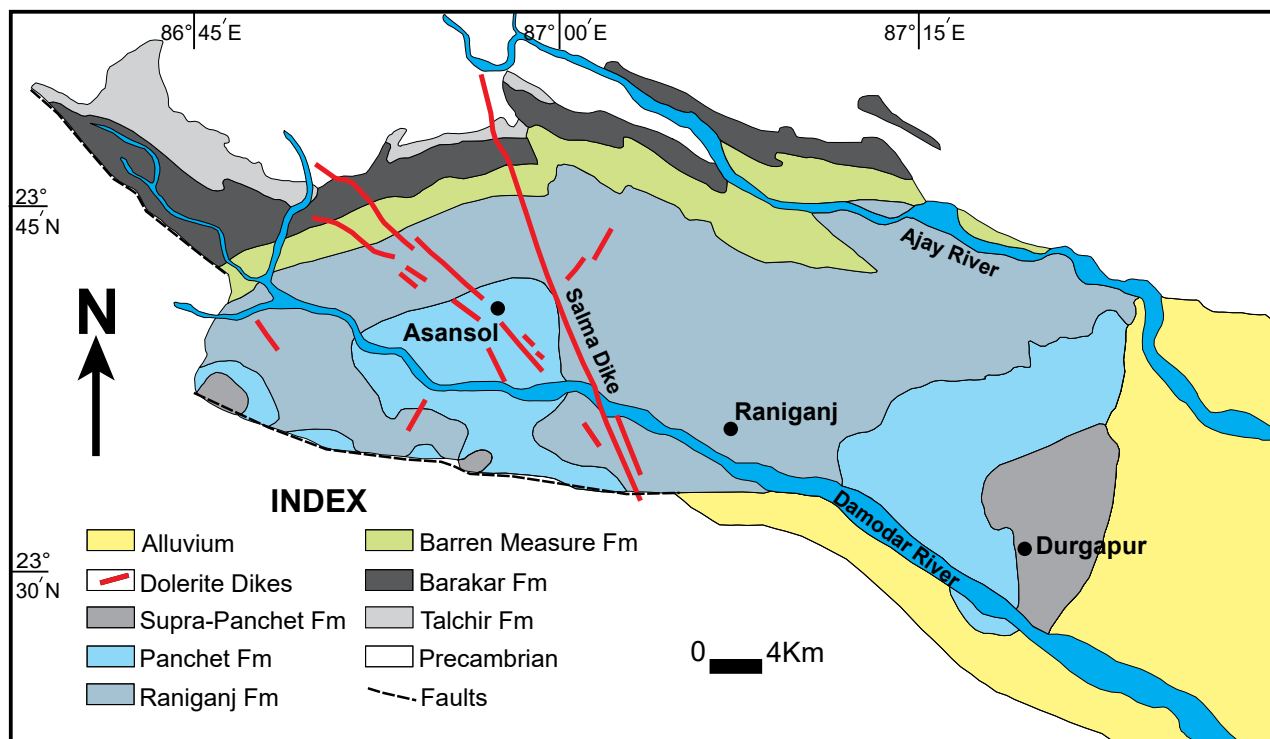 86° 45′ E
87° 00′ E
87° 15′ E
23°
45′ N
23°
30′ N
N
Ajay River
Salma Dike
Asansol
Raniganj
Damodar River
Durgapur
INDEX
Alluvium
Dolerite Dikes
Supra-Panchet Fm
Panchet Fm
Raniganj Fm
Barren Measure Fm
Barakar Fm
Talchir Fm
Precambrian
Faults
0 4Km